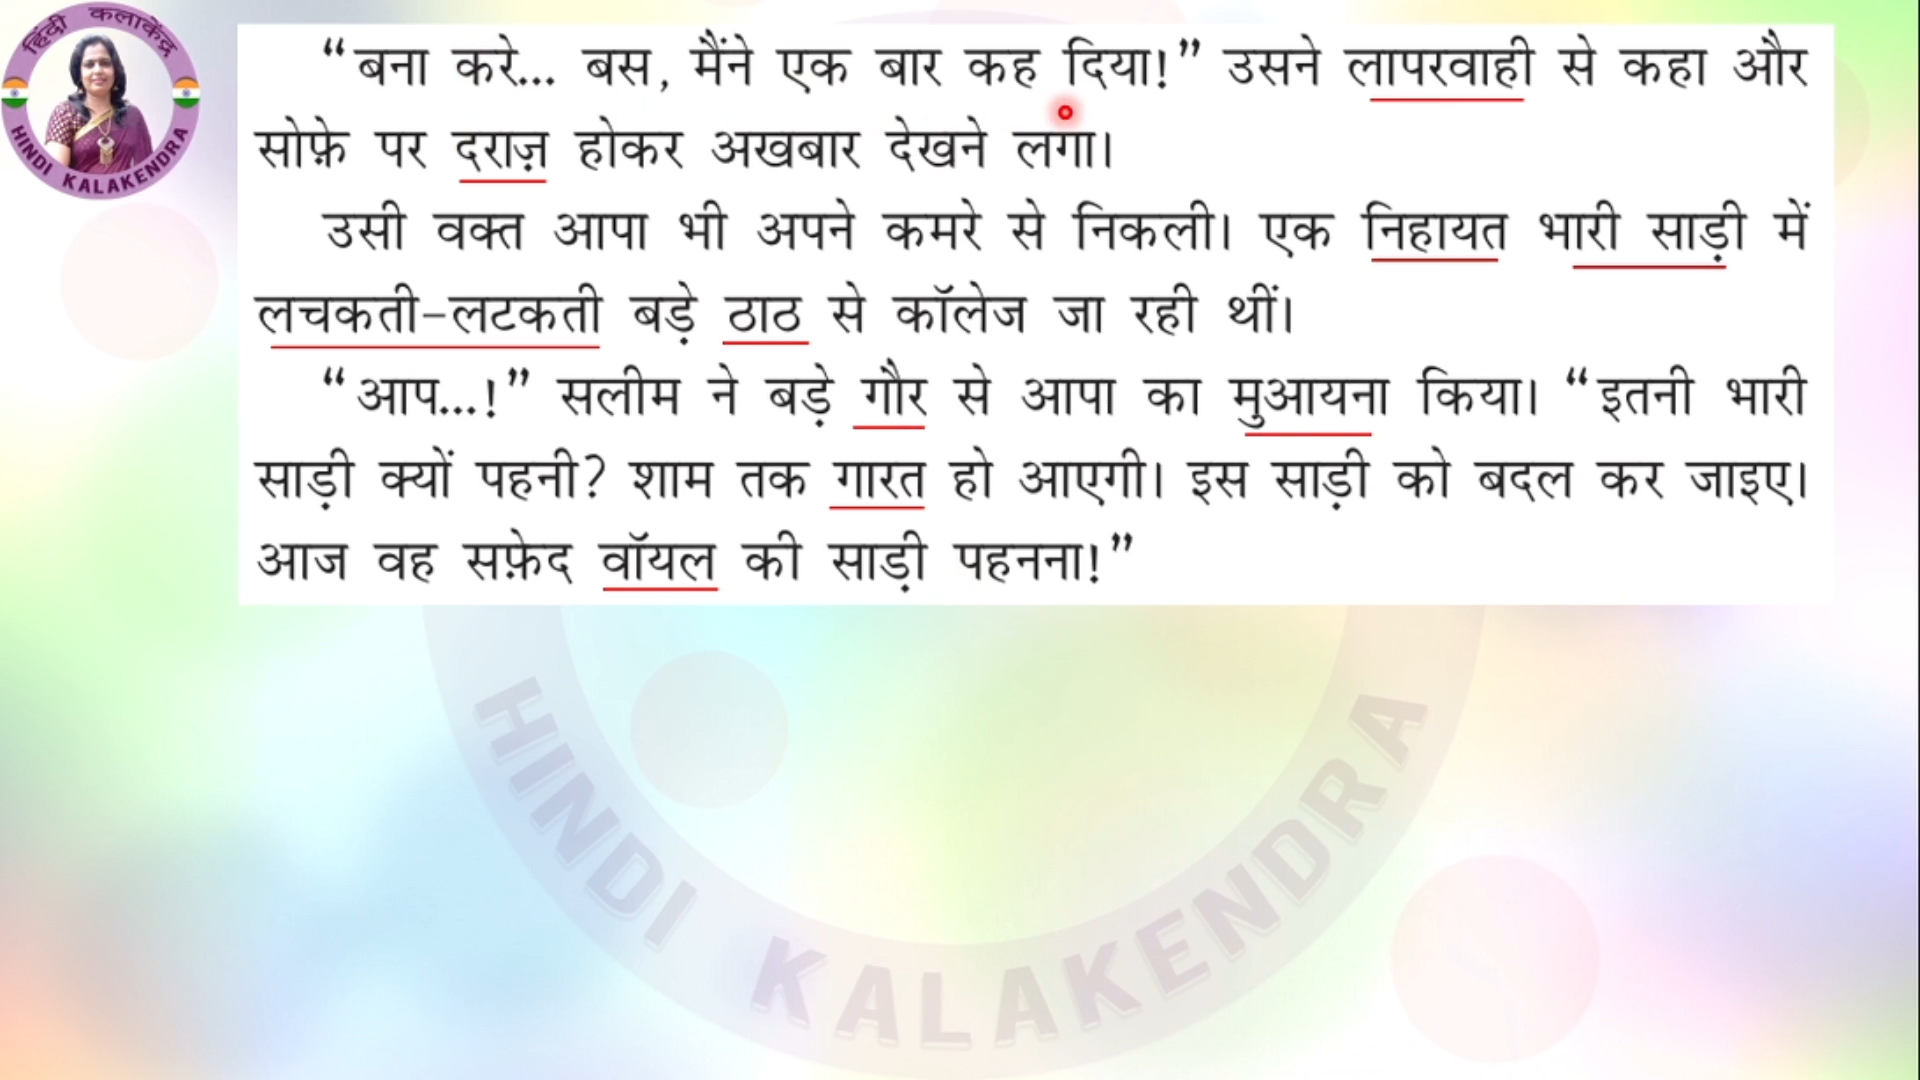 हिंदी कलाकेंद्र
HINDI KALAKENDRA
“बना करे... बस, मैंने एक बार कह दिया!” उसने लापरवाही से कहा और
सोफ़े पर दराज़ होकर अखबार देखने लगा।
उसी वक्त आपा भी अपने कमरे से निकली। एक निहायत भारी साड़ी में
लचकती-लटकती बड़े ठाठ से कॉलेज जा रही थीं।
“आप...!” सलीम ने बड़े गौर से आपा का मुआयना किया। “इतनी भारी
साड़ी क्यों पहनी? शाम तक गारत हो आएगी। इस साड़ी को बदल कर जाइए।
आज वह सफ़ेद वॉयल की साड़ी पहनना!”
HINDI KALAKENDRA